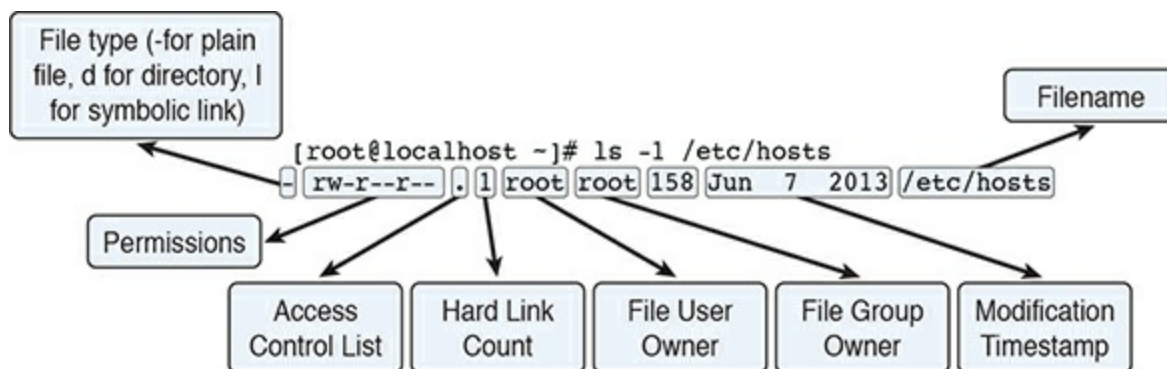 File type (-for plain
file, d for directory, l
for symbolic link)
Filename
[root@localhost ~]# ls -l /etc/hosts
- rw-r--r-- . 1 root root 158 Jun 7 2013 /etc/hosts
Permissions
Access
Control List
Hard Link
Count
File User
Owner
File Group
Owner
Modification
Timestamp